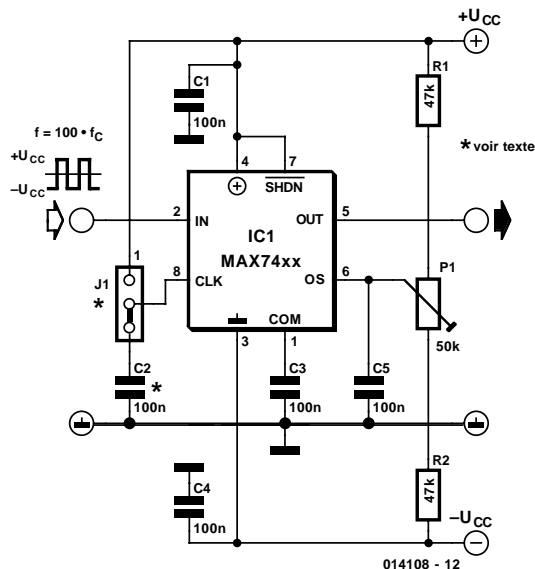 +UCC
R1
47k
C1
100n
f = 100 • fC
+UCC
–UCC
* voir texte
4
7
SHDN
2
IN
OUT
5
IC1
MAX74xx
1
J1
*
8
CLK
OS
6
P1
50k
COM
3
1
C2
*
100n
C3
100n
C5
100n
C4
100n
R2
47k
–UCC
014108 - 12